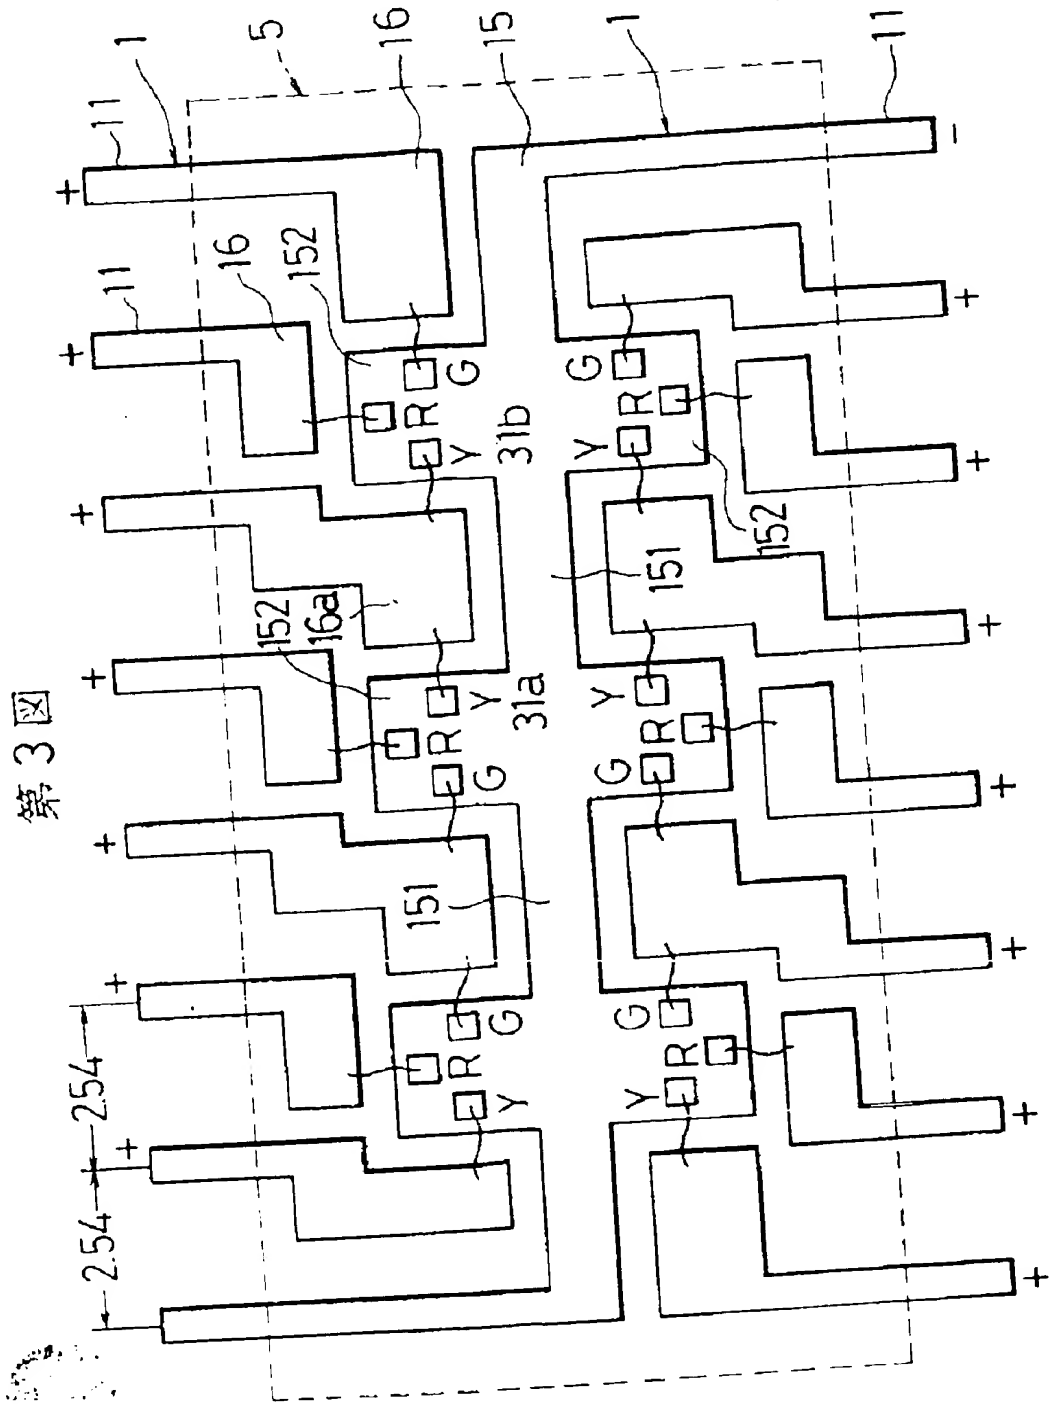 第3図
2.54 2.54
+ + + + + + +
11 11
1
5
16
16
152 152
16a
151
R R R
Y G G Y Y G
31a 31b
15
Y G G Y Y G
R R R
151
152
1
11
+ + + + + + + −